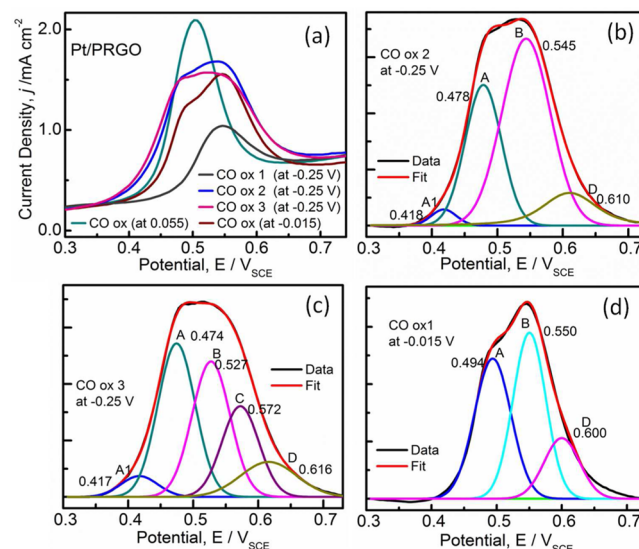 Pt/PRGO
(a)
2.0
1.0
0.0
Current Density, j /mA cm-2
CO ox 1 (at -0.25 V)
CO ox 2 (at -0.25 V)
CO ox 3 (at -0.25 V)
CO ox (at 0.055)
CO ox (at -0.015)
0.3 0.4 0.5 0.6 0.7
Potential, E / VSCE
(b)
CO ox 2
at -0.25 V
B
0.545
A
0.478
Data
Fit
A1
0.418
D
0.610
0.3 0.4 0.5 0.6 0.7
Potential, E / VSCE
(c)
A
0.474
B
0.527
Data
Fit
CO ox 3
at -0.25 V
C
0.572
A1
0.417
D
0.616
0.3 0.4 0.5 0.6 0.7
Potential, E / VSCE
(d)
CO ox1
at -0.015 V
B
0.550
0.494
A
D
0.600
Data
Fit
0.3 0.4 0.5 0.6 0.7
Potential, E / VSCE